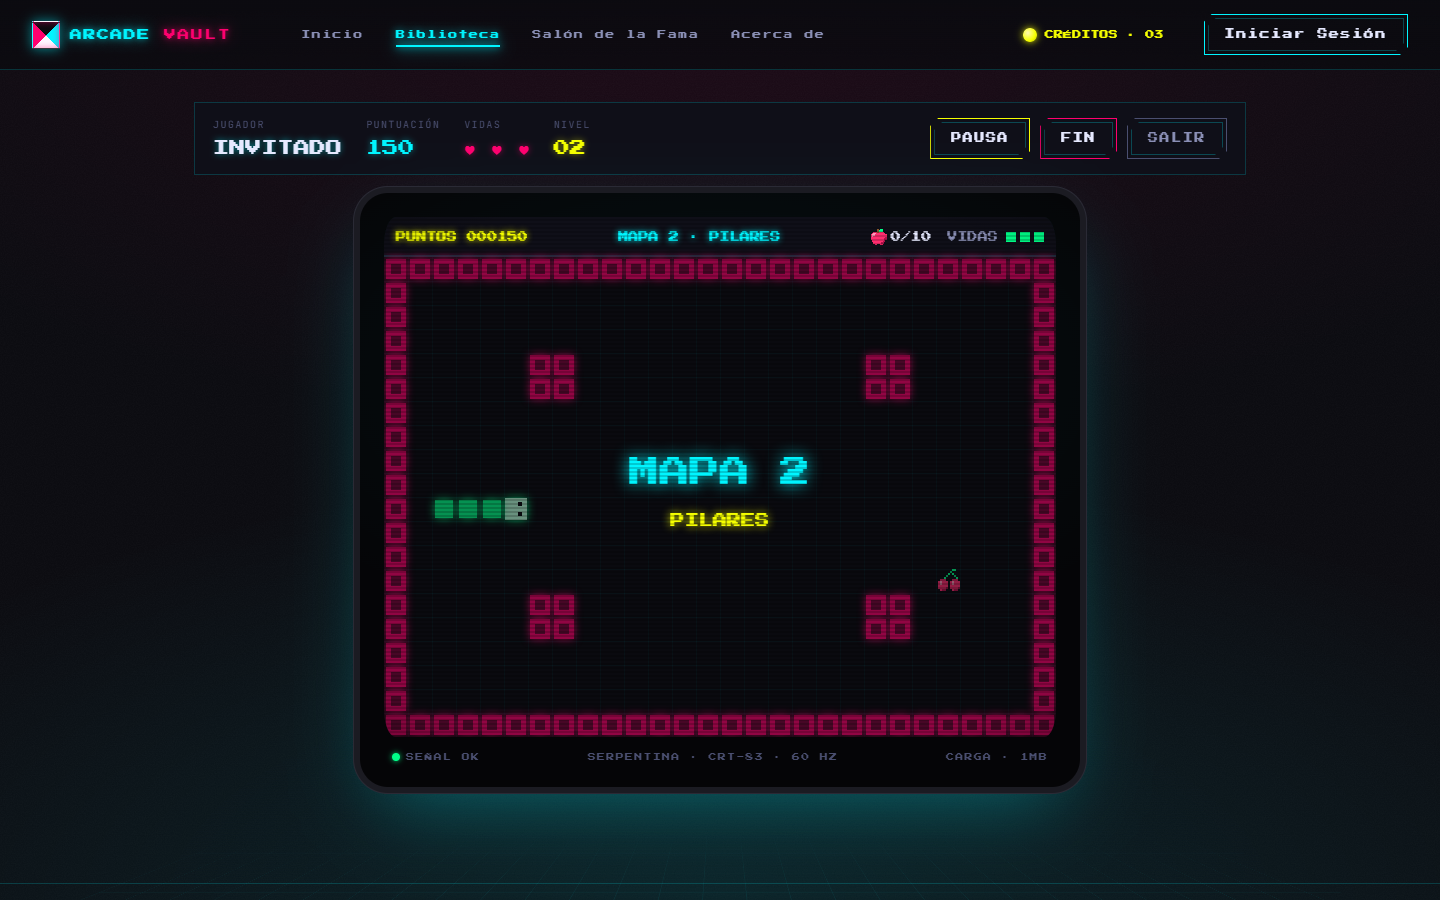 ARCADE VAULT
Inicio Biblioteca Salón de la Fama Acerca de
CRéDITOS · 03
Iniciar Sesión
JUGADOR PUNTUACIÓN VIDAS NIVEL
INVITADO 150 ♥ ♥ ♥ 02
PAUSA FIN SALIR
PUNTOS 000150 MAPA 2 · PILARES 0/10 VIDAS
MAPA 2
PILARES
SEñAL OK SERPENTINA · CRT-83 · 60 HZ CARGA · 1MB